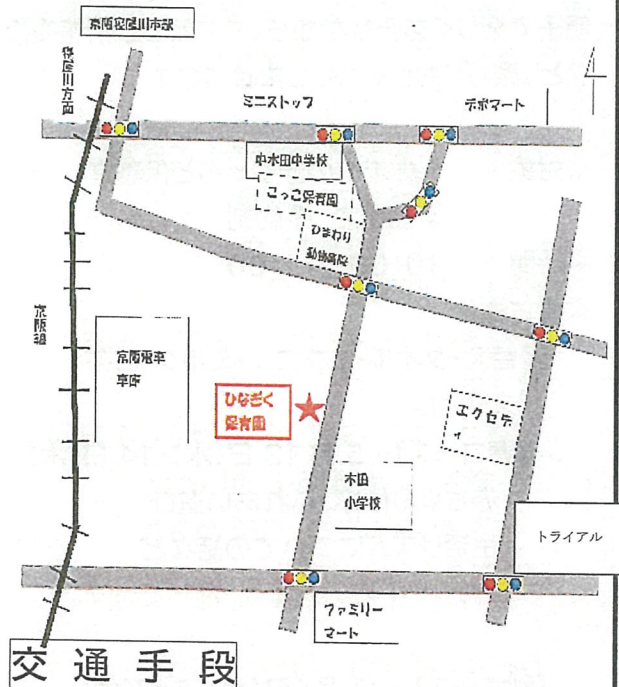 京阪寝屋川市駅
寝屋川方面
ミニストップ
デポマート
中木田中学校
こっこ保育園
ひまわり
動物病院
京阪線
京阪電車
車庫
ひなぎく
保育園
エクセデ
ィ
木田
小学校
トライアル
ファミリー
マート
交通手段